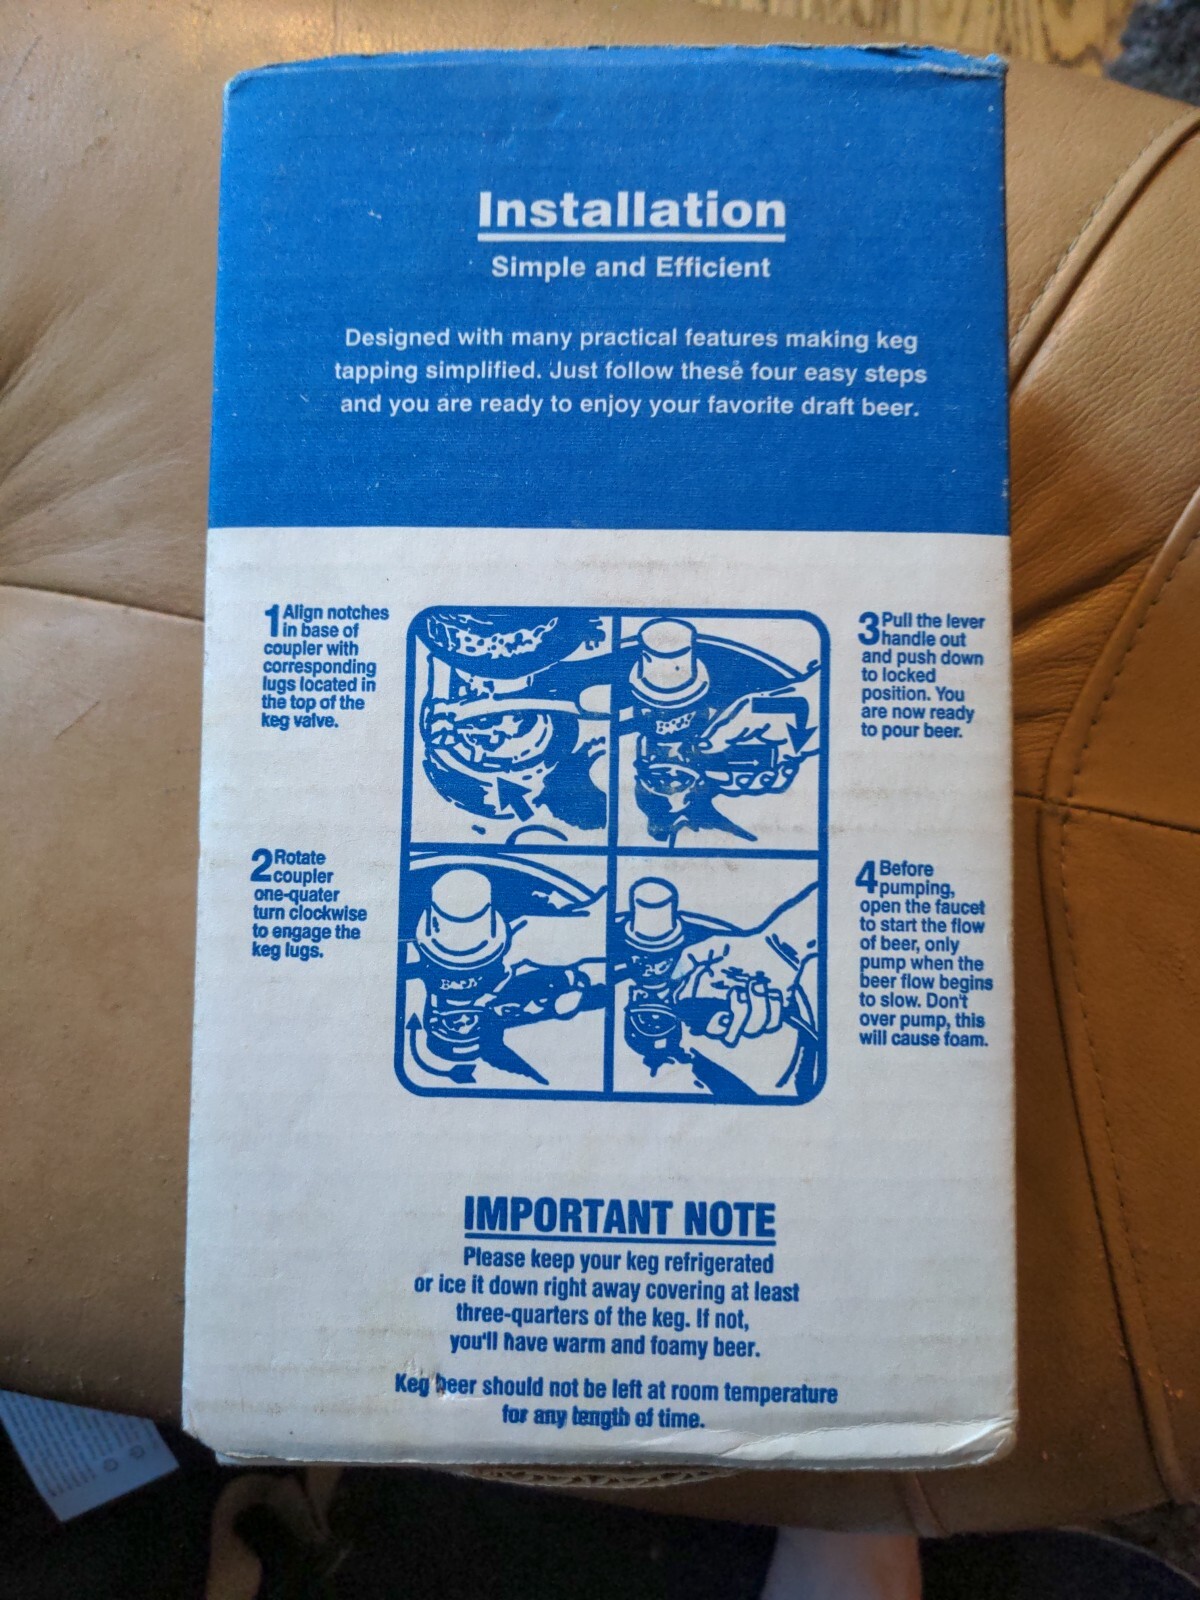 Installation
Simple and Efficient
Designed with many practical features making keg
tapping simplified. Just follow these four easy steps
and you are ready to enjoy your favorite draft beer.
1 Align notches
in base of
coupler with
corresponding
lugs located in
the top of the
keg valve.
2 Rotate
coupler
one-quater
turn clockwise
to engage the
keg lugs.
3 Pull the lever
handle out
and push down
to locked
position. You
are now ready
to pour beer.
4 Before
pumping,
open the faucet
to start the flow
of beer, only
pump when the
beer flow begins
to slow. Don't
over pump, this
will cause foam.
IMPORTANT NOTE
Please keep your keg refrigerated
or ice it down right away covering at least
three-quarters of the keg. If not,
you'll have warm and foamy beer.
Keg beer should not be left at room temperature
for any length of time.